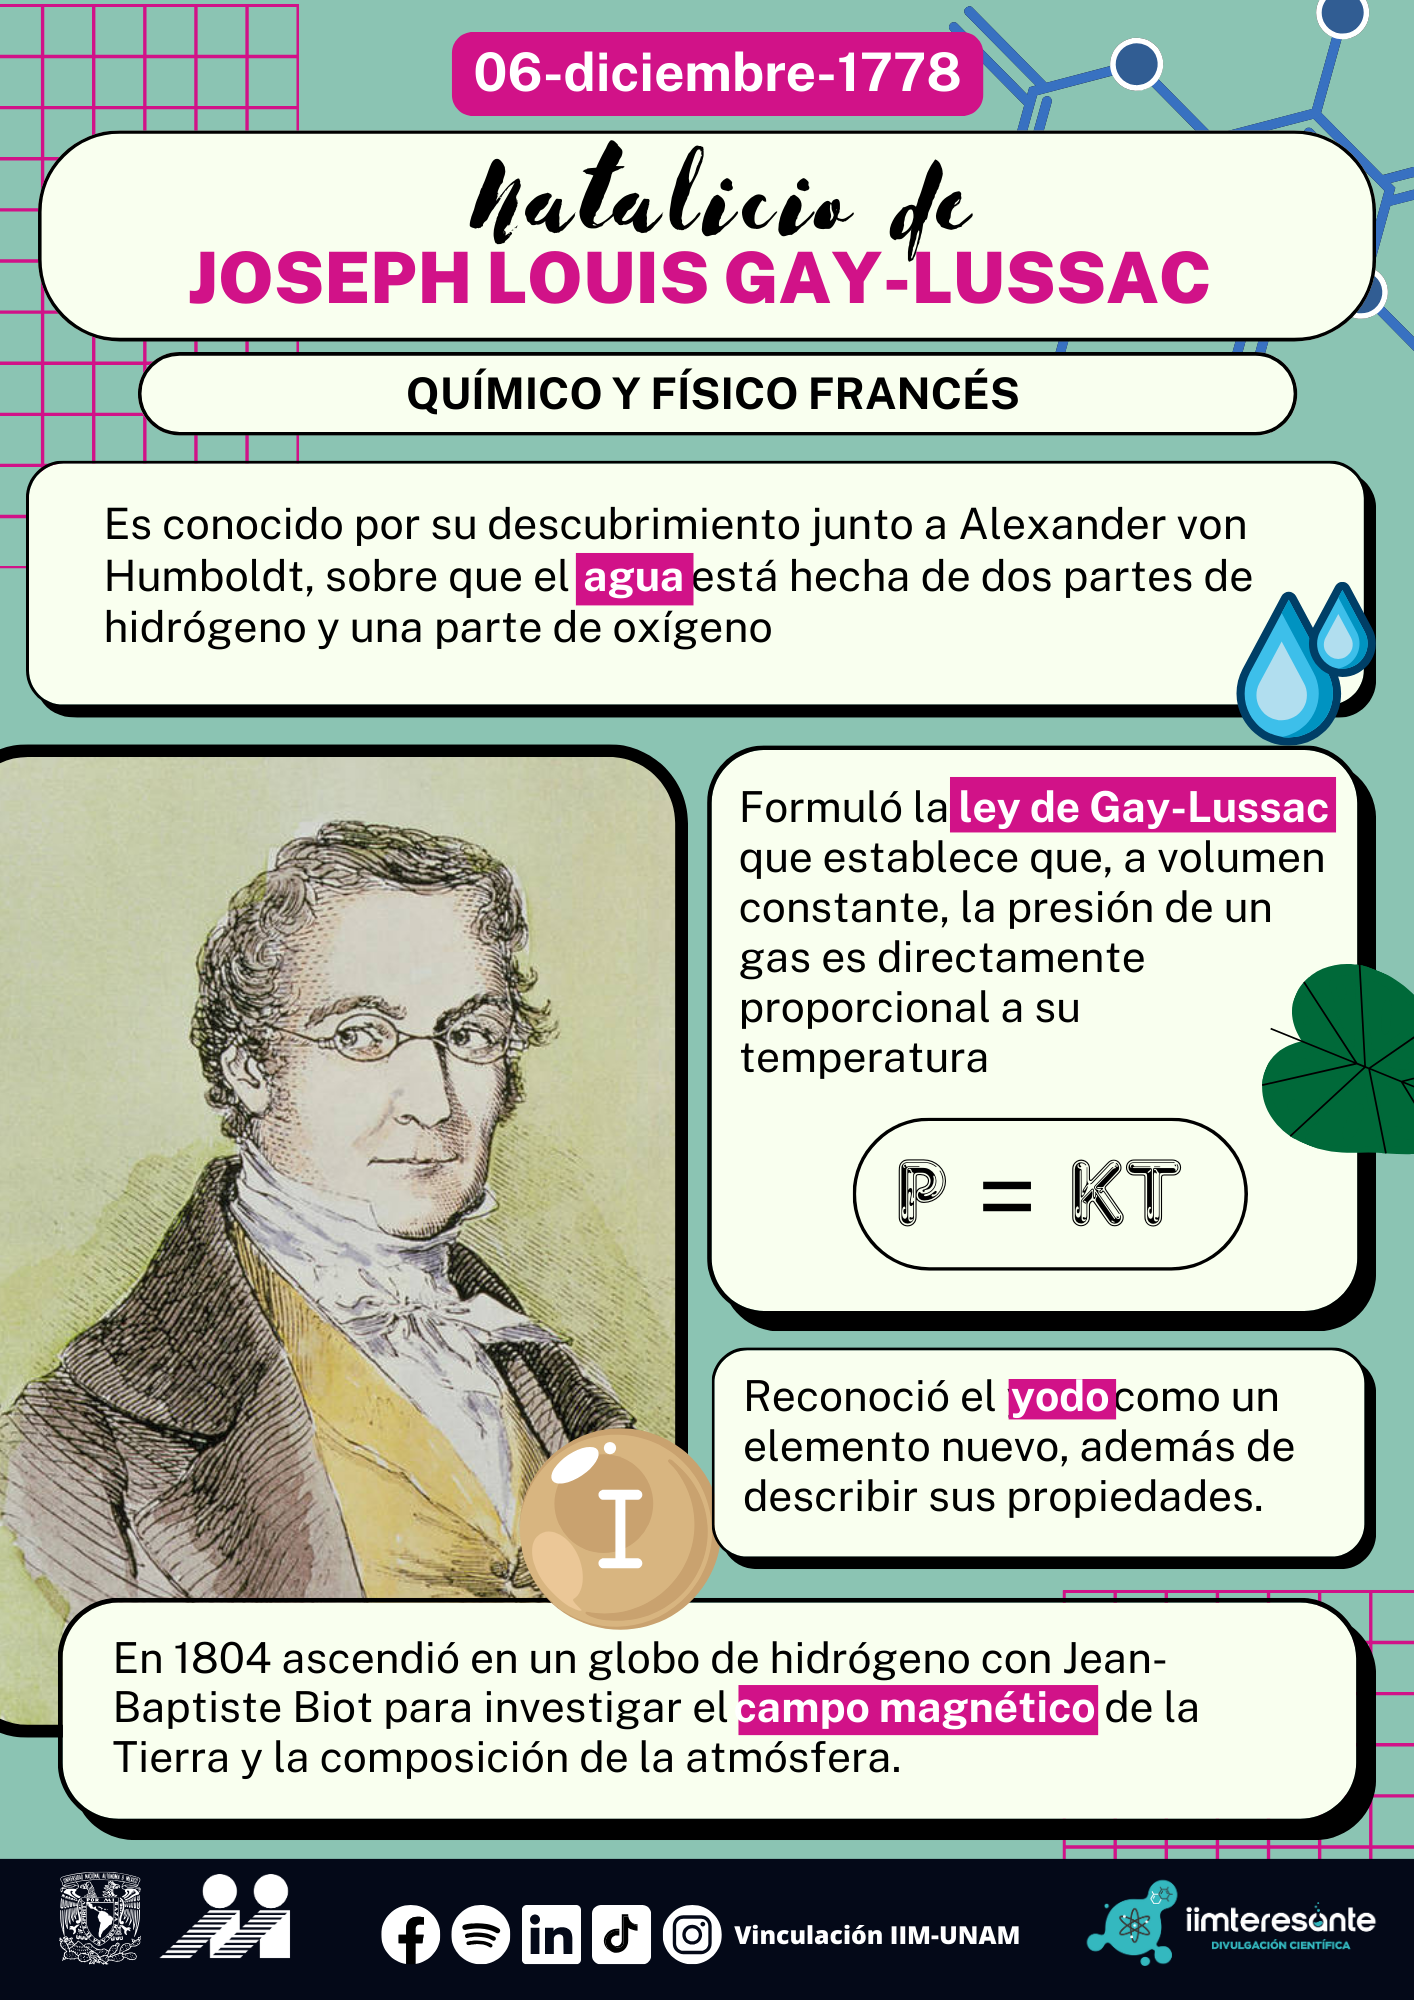 06-diciembre-1778
Natalicio de
JOSEPH LOUIS GAY-LUSSAC
QUÍMICO Y FÍSICO FRANCÉS
Es conocido por su descubrimiento junto a Alexander von
Humboldt, sobre que el agua está hecha de dos partes de
hidrógeno y una parte de oxígeno
Formuló la ley de Gay-Lussac
que establece que, a volumen
constante, la presión de un
gas es directamente
proporcional a su
temperatura
P = KT
Reconoció el yodo como un
elemento nuevo, además de
describir sus propiedades.
I
En 1804 ascendió en un globo de hidrógeno con Jean-
Baptiste Biot para investigar el campo magnético de la
Tierra y la composición de la atmósfera.
Vinculación IIM-UNAM
iimteresante
DIVULGACIÓN CIENTÍFICA